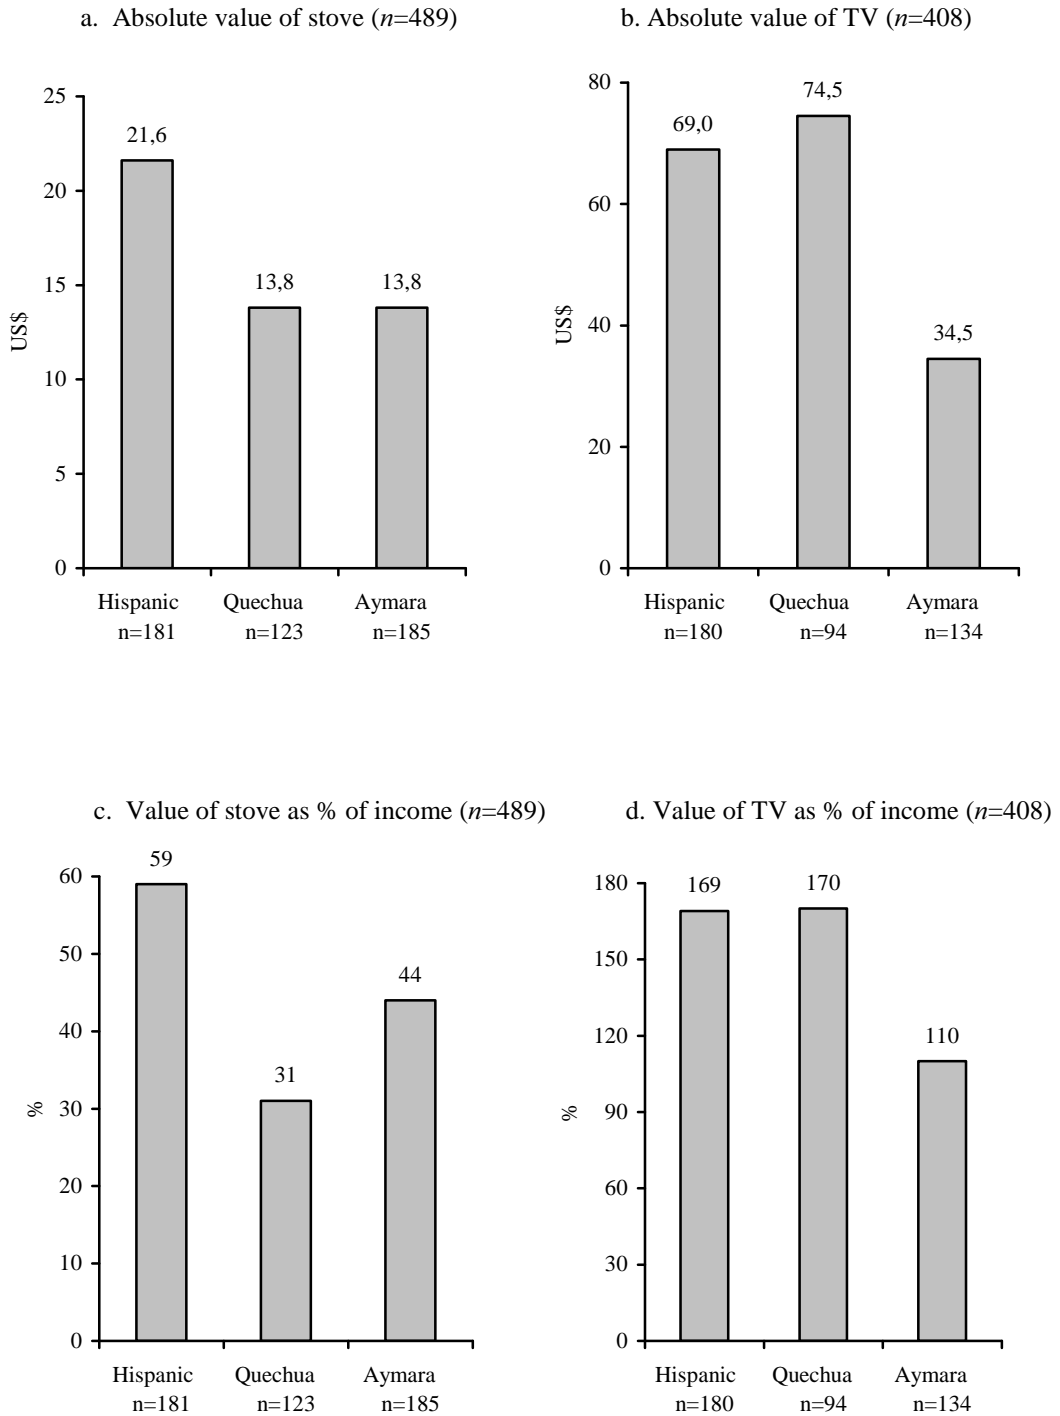 a. Absolute value of stove (n=489)
25
20
15
10
5
0
US$
21,6
13,8
13,8
Hispanic Quechua Aymara
n=181 n=123 n=185
b. Absolute value of TV (n=408)
80
60
40
20
0
US$
69,0
74,5
34,5
Hispanic Quechua Aymara
n=180 n=94 n=134
c. Value of stove as % of income (n=489)
60
50
40
30
20
10
0
%
59
31
44
Hispanic Quechua Aymara
n=181 n=123 n=185
d. Value of TV as % of income (n=408)
180
150
120
90
60
30
0
%
169
170
110
Hispanic Quechua Aymara
n=180 n=94 n=134